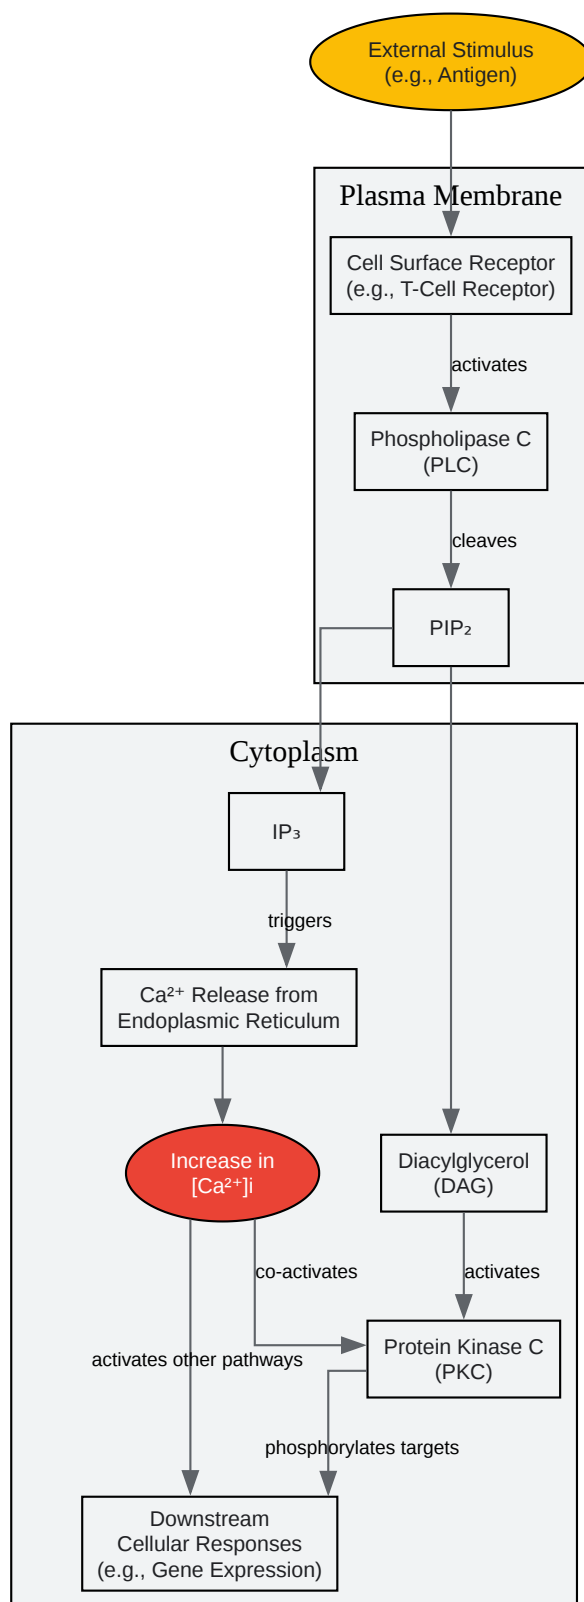 External Stimulus
(e.g., Antigen)
Plasma Membrane
Cell Surface Receptor
(e.g., T-Cell Receptor)
activates
Phospholipase C
(PLC)
cleaves
PIP₂
Cytoplasm
IP₃
triggers
Ca²⁺ Release from
Endoplasmic Reticulum
Increase in
[Ca²⁺]i
Diacylglycerol
(DAG)
co-activates
activates
Protein Kinase C
(PKC)
activates other pathways
phosphorylates targets
Downstream
Cellular Responses
(e.g., Gene Expression)